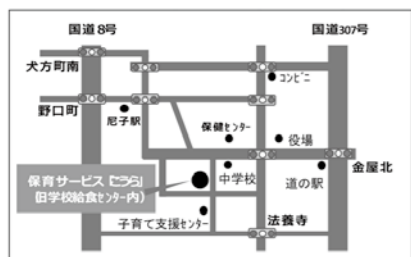 国道8号
国道307号
犬方町南
コンビニ
野口町
尼子駅
保健センター
役場
金屋北
保育サービス こうら
(旧学校給食センター内)
中学校
道の駅
子育て支援センター
法養寺